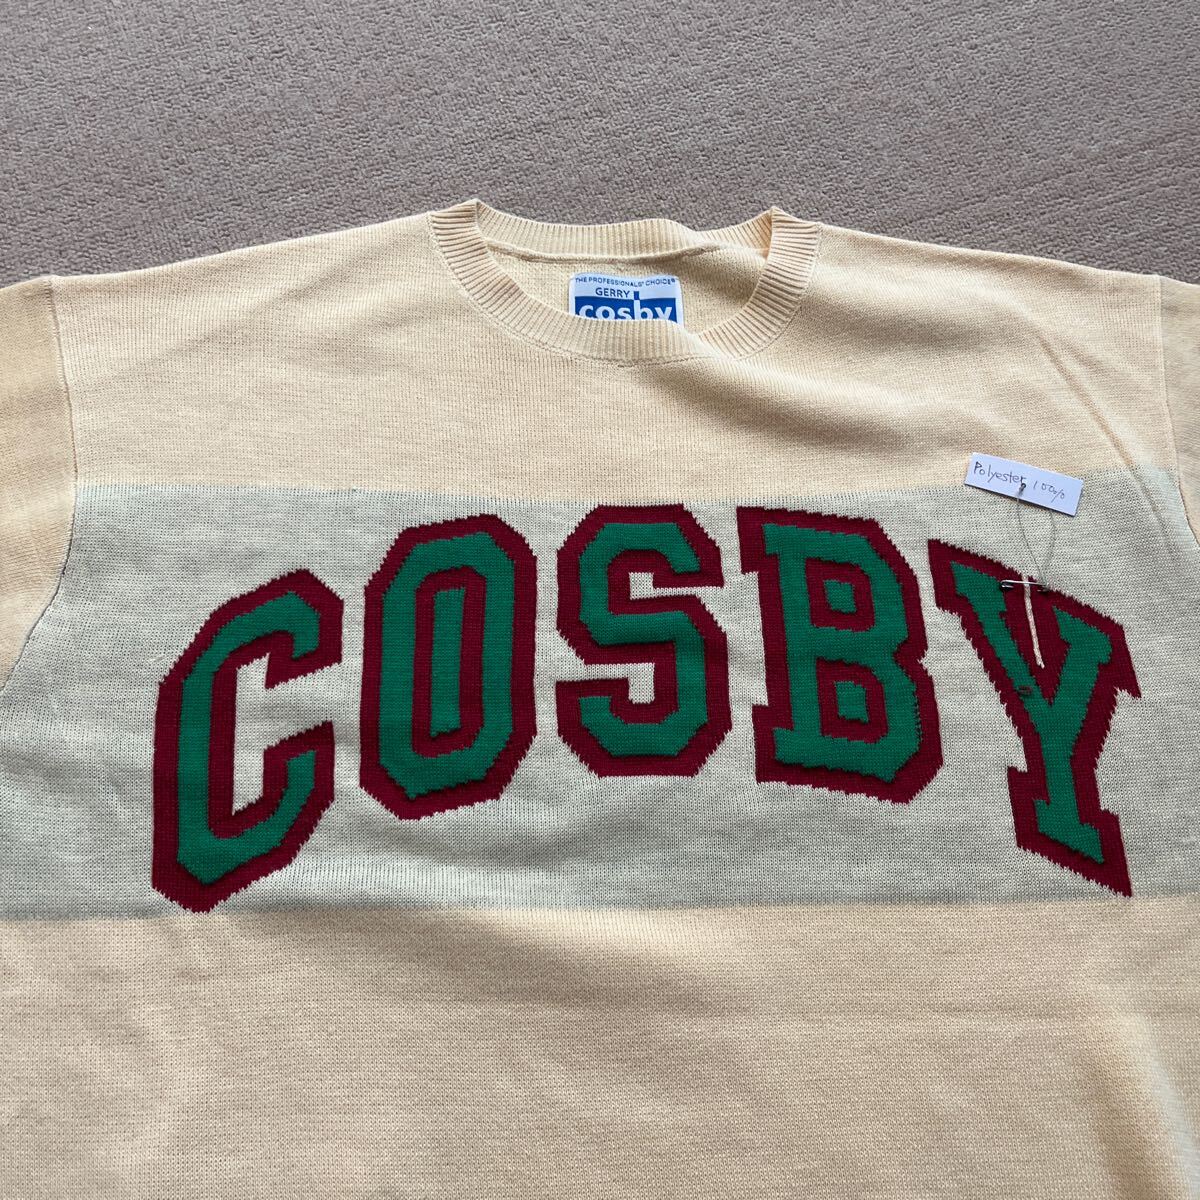 THE PROFESSIONALS' CHOICE®
GERRY
cosby
Polyester 100%
COSBY